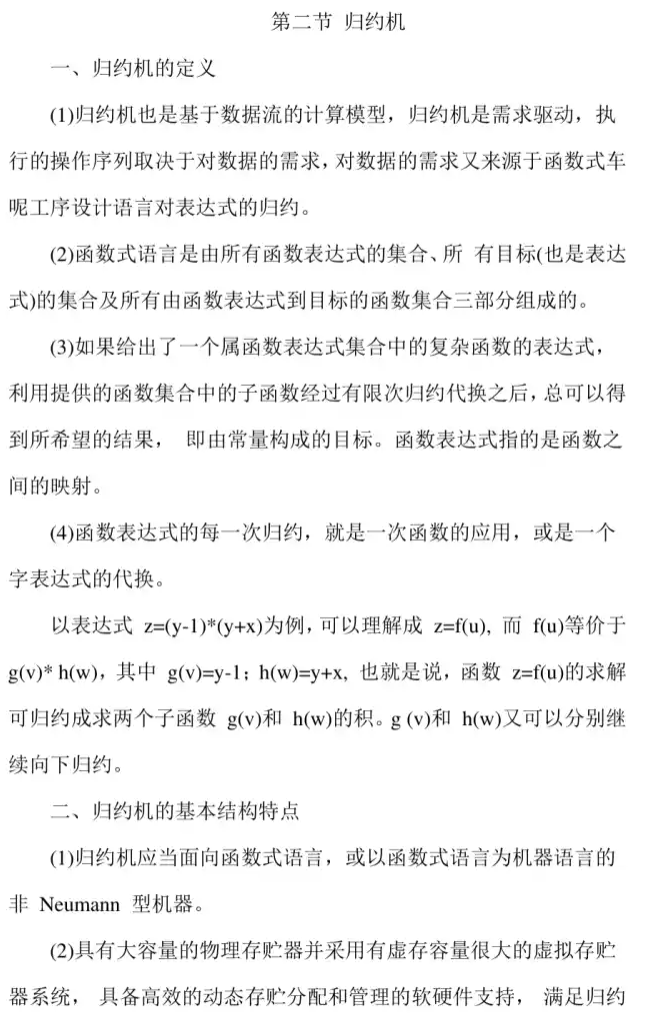 第二节 归约机
一、归约机的定义
(1)归约机也是基于数据流的计算模型，归约机是需求驱动，执
行的操作序列取决于对数据的需求，对数据的需求又来源于函数式车
呢工序设计语言对表达式的归约。
(2)函数式语言是由所有函数表达式的集合、所 有目标(也是表达
式)的集合及所有由函数表达式到目标的函数集合三部分组成的。
(3)如果给出了一个属函数表达式集合中的复杂函数的表达式，
利用提供的函数集合中的子函数经过有限次归约代换之后，总可以得
到所希望的结果， 即由常量构成的目标。函数表达式指的是函数之
间的映射。
(4)函数表达式的每一次归约，就是一次函数的应用，或是一个
字表达式的代换。
以表达式 z=(y-1)*(y+x)为例，可以理解成 z=f(u), 而 f(u)等价于
g(v)* h(w)，其中 g(v)=y-1；h(w)=y+x, 也就是说，函数 z=f(u)的求解
可归约成求两个子函数 g(v)和 h(w)的积。g (v)和 h(w)又可以分别继
续向下归约。
二、归约机的基本结构特点
(1)归约机应当面向函数式语言，或以函数式语言为机器语言的
非 Neumann 型机器。
(2)具有大容量的物理存贮器并采用有虚存容量很大的虚拟存贮
器系统， 具备高效的动态存贮分配和管理的软硬件支持， 满足归约